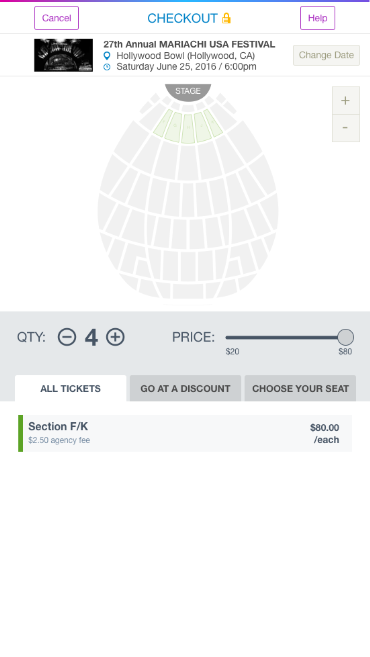 Cancel
CHECKOUT
Help
27th Annual MARIACHI USA FESTIVAL
Hollywood Bowl (Hollywood, CA)
Saturday June 25, 2016 / 6:00pm
Change Date
STAGE
+
-
QTY: 4 PRICE:
$20 $80
ALL TICKETS
GO AT A DISCOUNT
CHOOSE YOUR SEAT
Section F/K
$2.50 agency fee
$80.00
/each